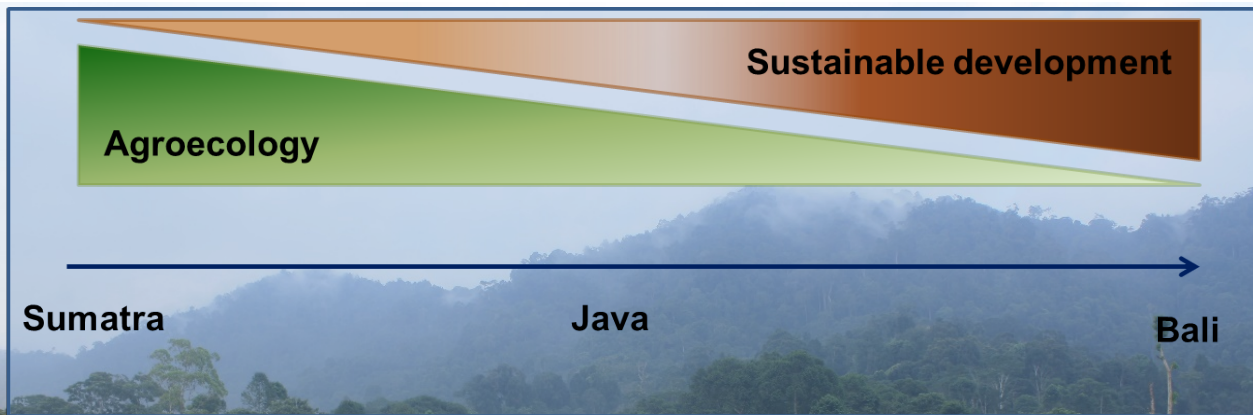 Sustainable development
Agroecology
Sumatra
Java
Bali